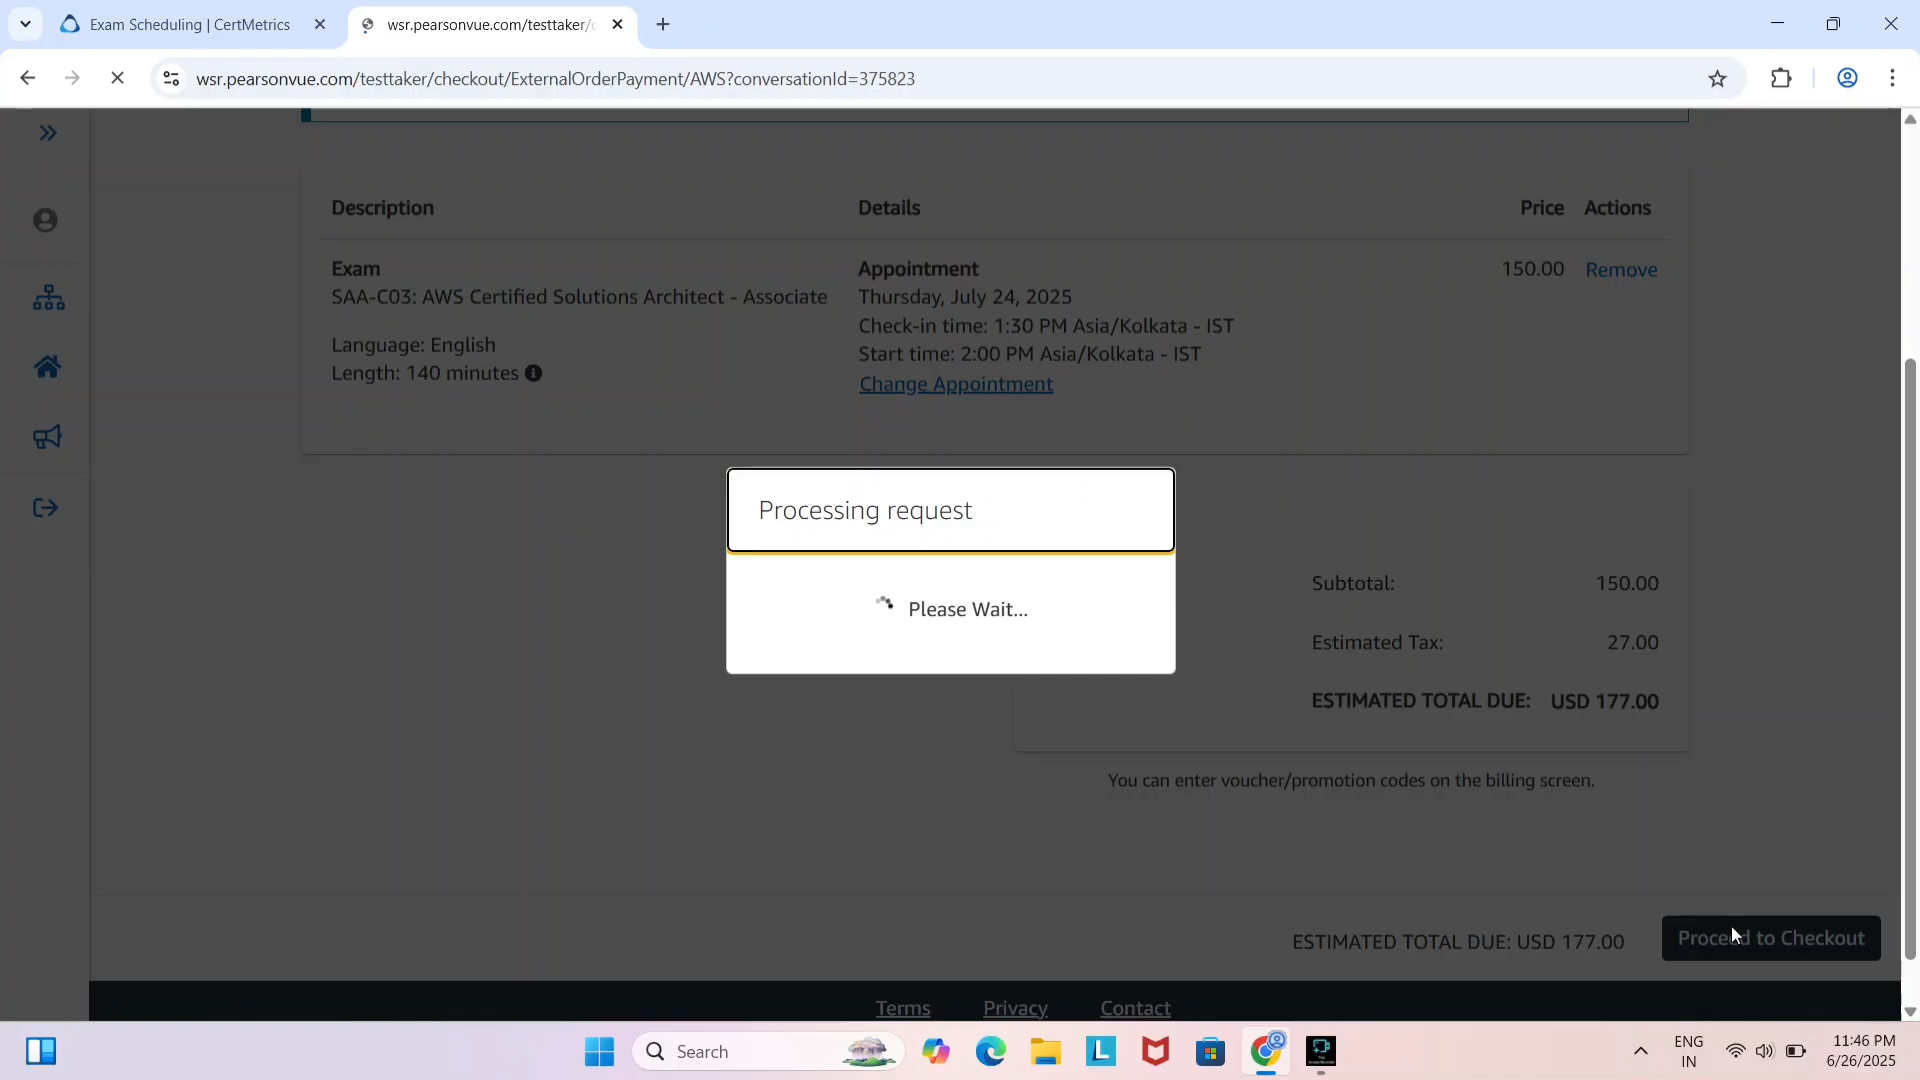 Exam Scheduling | CertMetrics
wsr.pearsonvue.com/testtaker/c
wsr.pearsonvue.com/testtaker/checkout/ExternalOrderPayment/AWS?conversationId=375823
Description Details Price Actions
Exam
SAA-C03: AWS Certified Solutions Architect - Associate
Language: English
Length: 140 minutes
Appointment
Thursday, July 24, 2025
Check-in time: 1:30 PM Asia/Kolkata - IST
Start time: 2:00 PM Asia/Kolkata - IST
Change Appointment
150.00 Remove
Processing request
Please Wait...
Subtotal: 150.00
Estimated Tax: 27.00
ESTIMATED TOTAL DUE: USD 177.00
You can enter voucher/promotion codes on the billing screen.
ESTIMATED TOTAL DUE: USD 177.00 Proceed to Checkout
Terms Privacy Contact
Search
ENG
IN
11:46 PM
6/26/2025